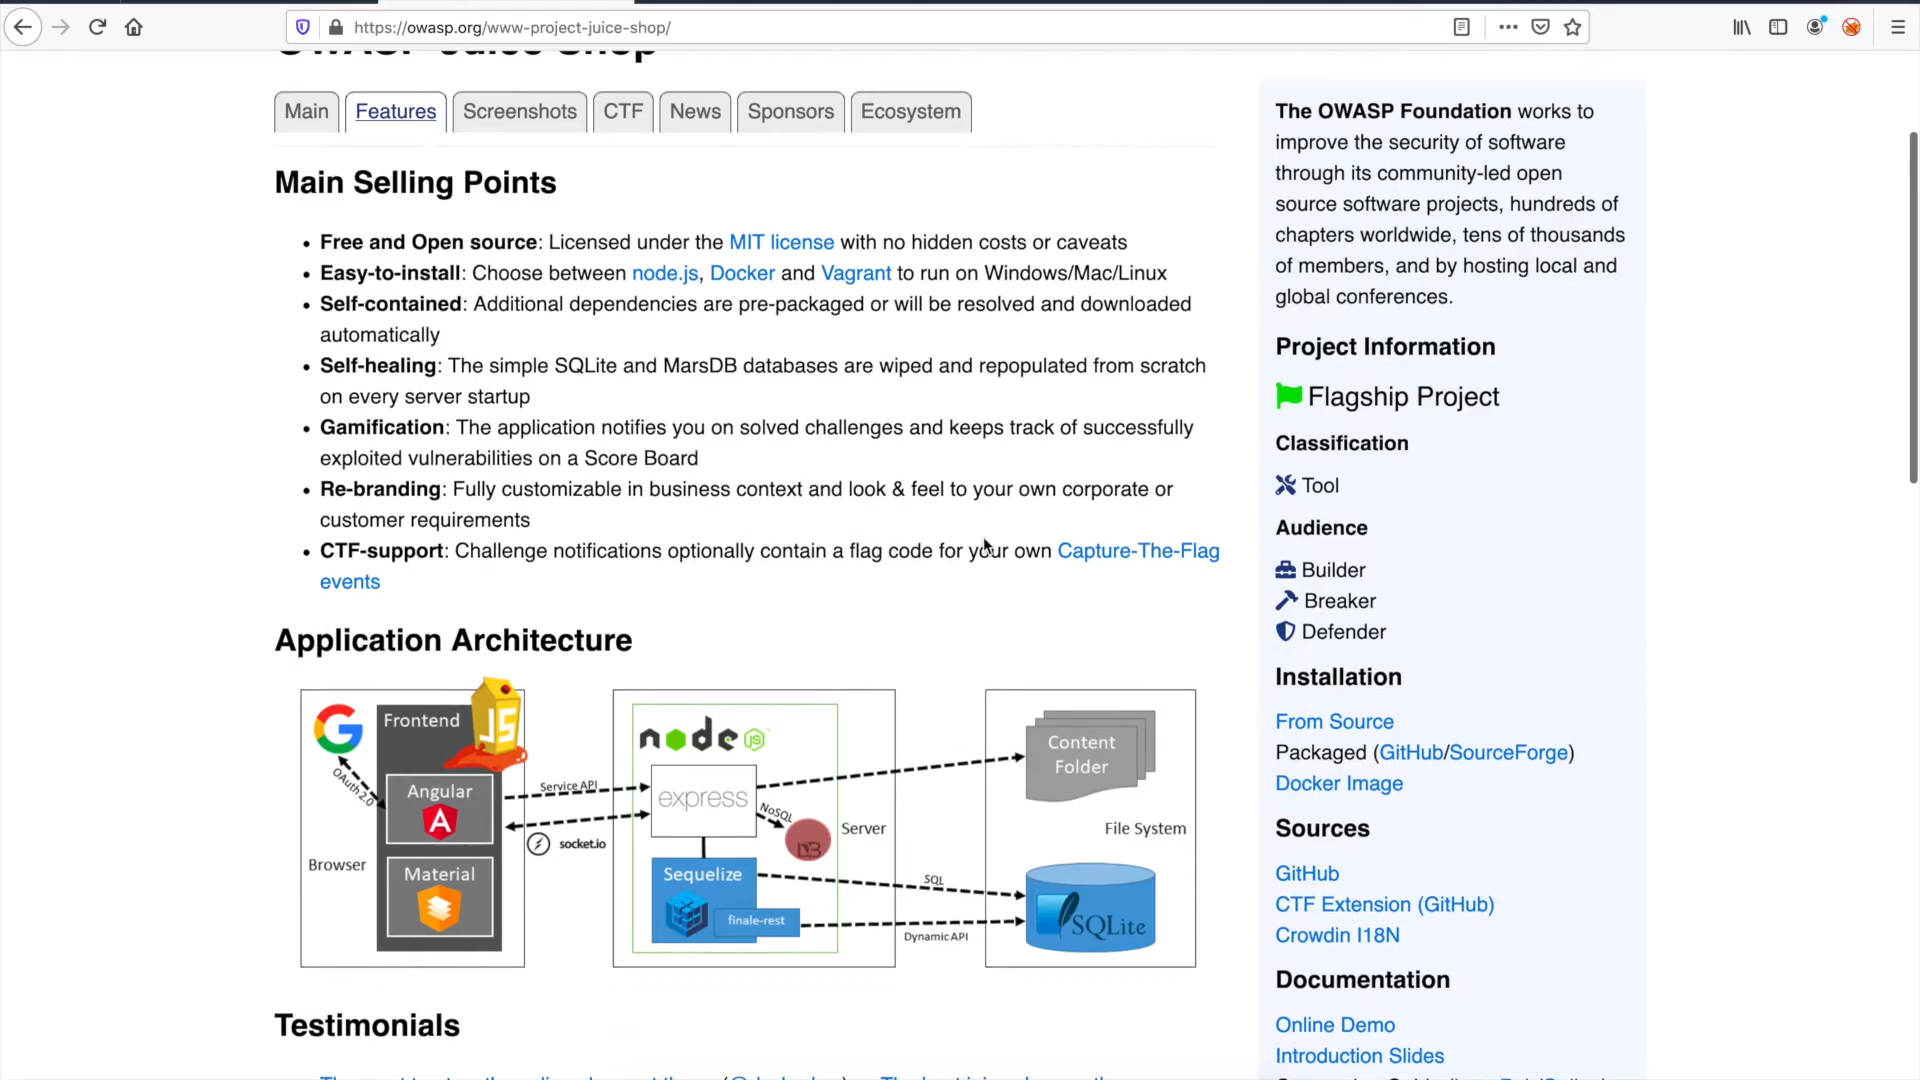 https://owasp.org/www-project-juice-shop/
OWASP Juice Shop
Main
Features
Screenshots
CTF
News
Sponsors
Ecosystem
Main Selling Points
Free and Open source: Licensed under the MIT license with no hidden costs or caveats
Easy-to-install: Choose between node.js, Docker and Vagrant to run on Windows/Mac/Linux
Self-contained: Additional dependencies are pre-packaged or will be resolved and downloaded
automatically
Self-healing: The simple SQLite and MarsDB databases are wiped and repopulated from scratch
on every server startup
Gamification: The application notifies you on solved challenges and keeps track of successfully
exploited vulnerabilities on a Score Board
Re-branding: Fully customizable in business context and look & feel to your own corporate or
customer requirements
CTF-support: Challenge notifications optionally contain a flag code for your own Capture-The-Flag
events
Application Architecture
Frontend
JS
OAuth 2.0
Angular
A
Browser
Material
Service API
socket.io
node
JS
express
NoSQL
DB
Server
Sequelize
finale-rest
SQL
Dynamic API
Content
Folder
File System
SQLite
Testimonials
The OWASP Foundation works to
improve the security of software
through its community-led open
source software projects, hundreds of
chapters worldwide, tens of thousands
of members, and by hosting local and
global conferences.
Project Information
Flagship Project
Classification
Tool
Audience
Builder
Breaker
Defender
Installation
From Source
Packaged (GitHub/SourceForge)
Docker Image
Sources
GitHub
CTF Extension (GitHub)
Crowdin I18N
Documentation
Online Demo
Introduction Slides